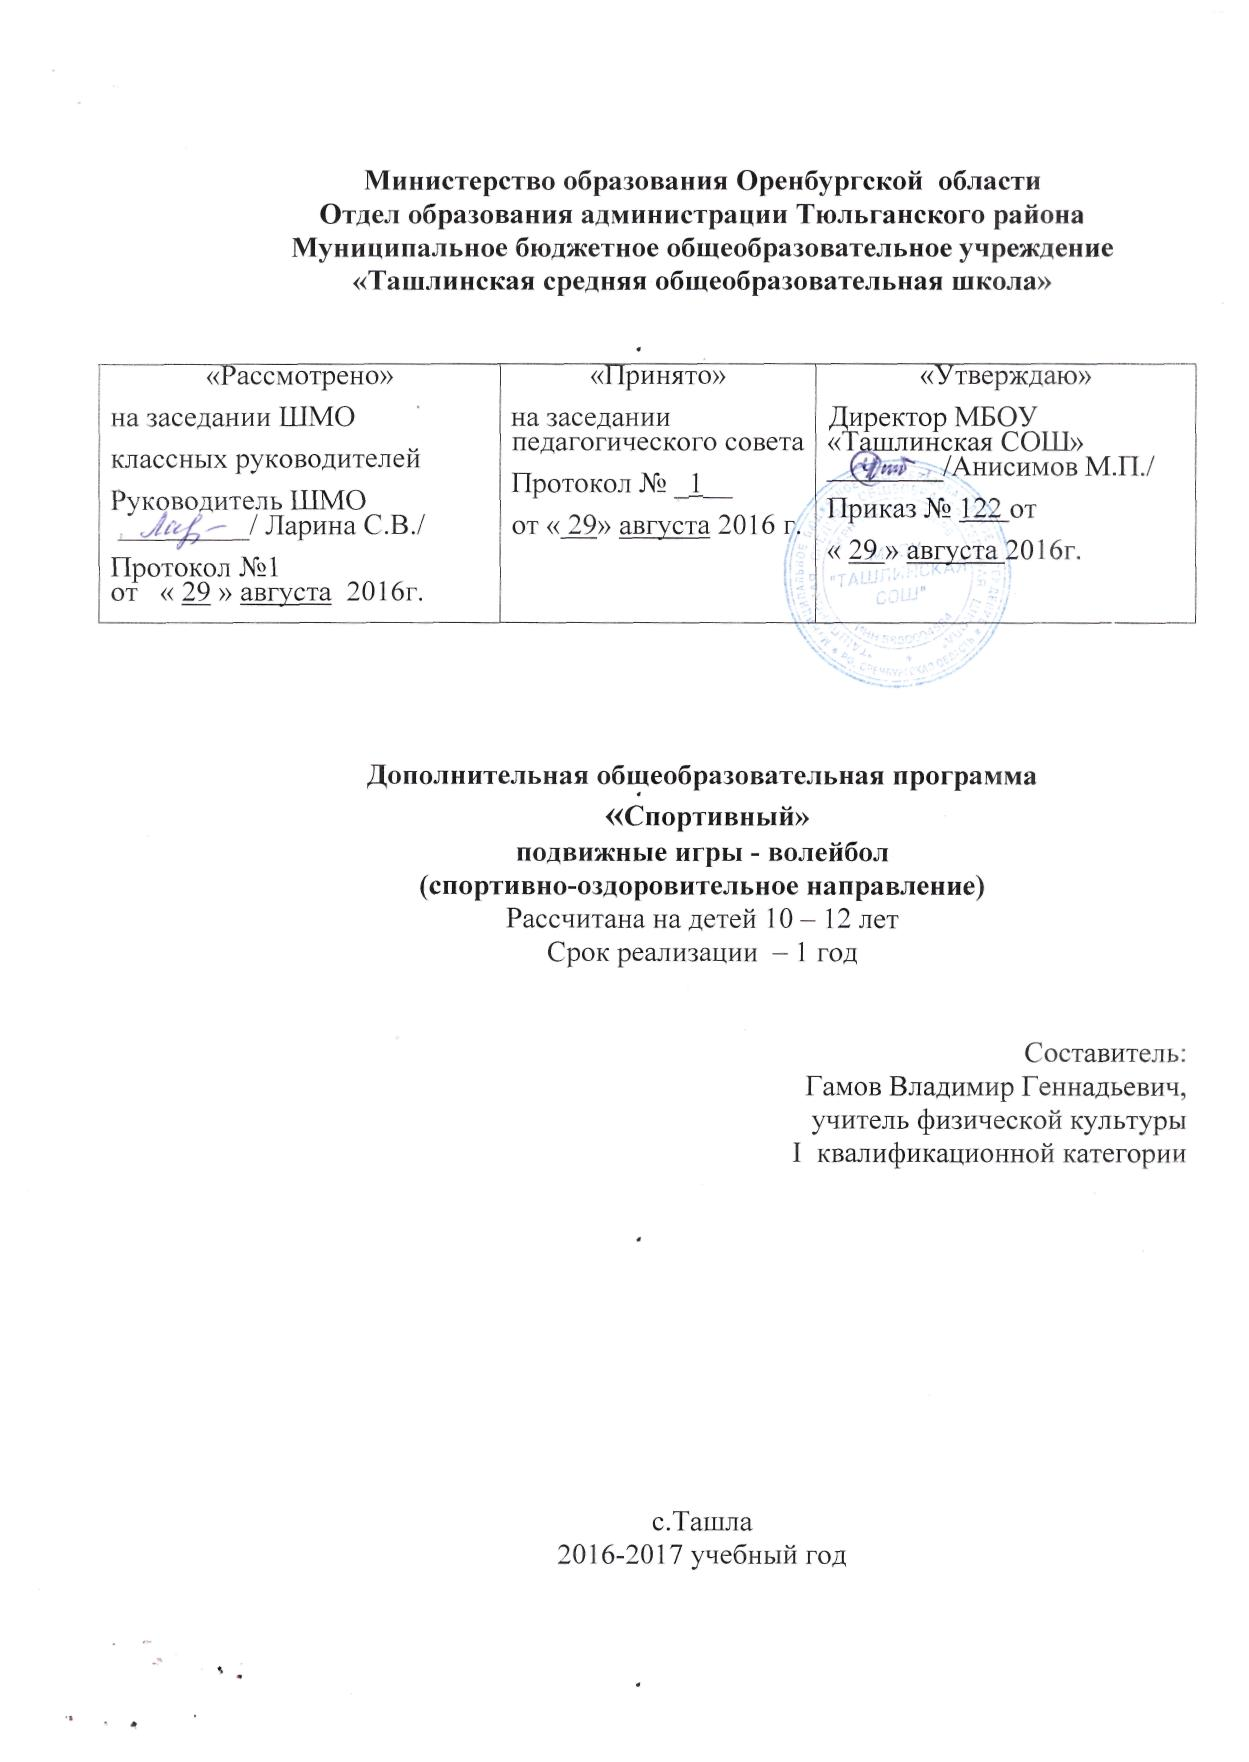 Министерство образования Оренбургской области
Отдел образования администрации Тюльганского района
Муниципальное бюджетное общеобразовательное учреждение
«Ташлинская средняя общеобразовательная школа»
«Рассмотрено»
на заседании ШМО
классных руководителей
Руководитель ШМО
/ Ларина С.В./
Протокол №1
от « 29 » августа 2016г.
«Принято»
на заседании
педагогического совета
Протокол № 1
от « 29» августа 2016 г.
«Утверждаю»
Директор МБОУ
«Ташлинская СОШ»
/Анисимов М.П./
Приказ № 122 от
« 29 » августа 2016г.
"ТАШЛИНСКАЯ
СОШ"
Дополнительная общеобразовательная программа
«Спортивный»
подвижные игры - волейбол
(спортивно-оздоровительное направление)
Рассчитана на детей 10 – 12 лет
Срок реализации – 1 год
Составитель:
Гамов Владимир Геннадьевич,
учитель физической культуры
I квалификационной категории
с.Ташла
2016-2017 учебный год